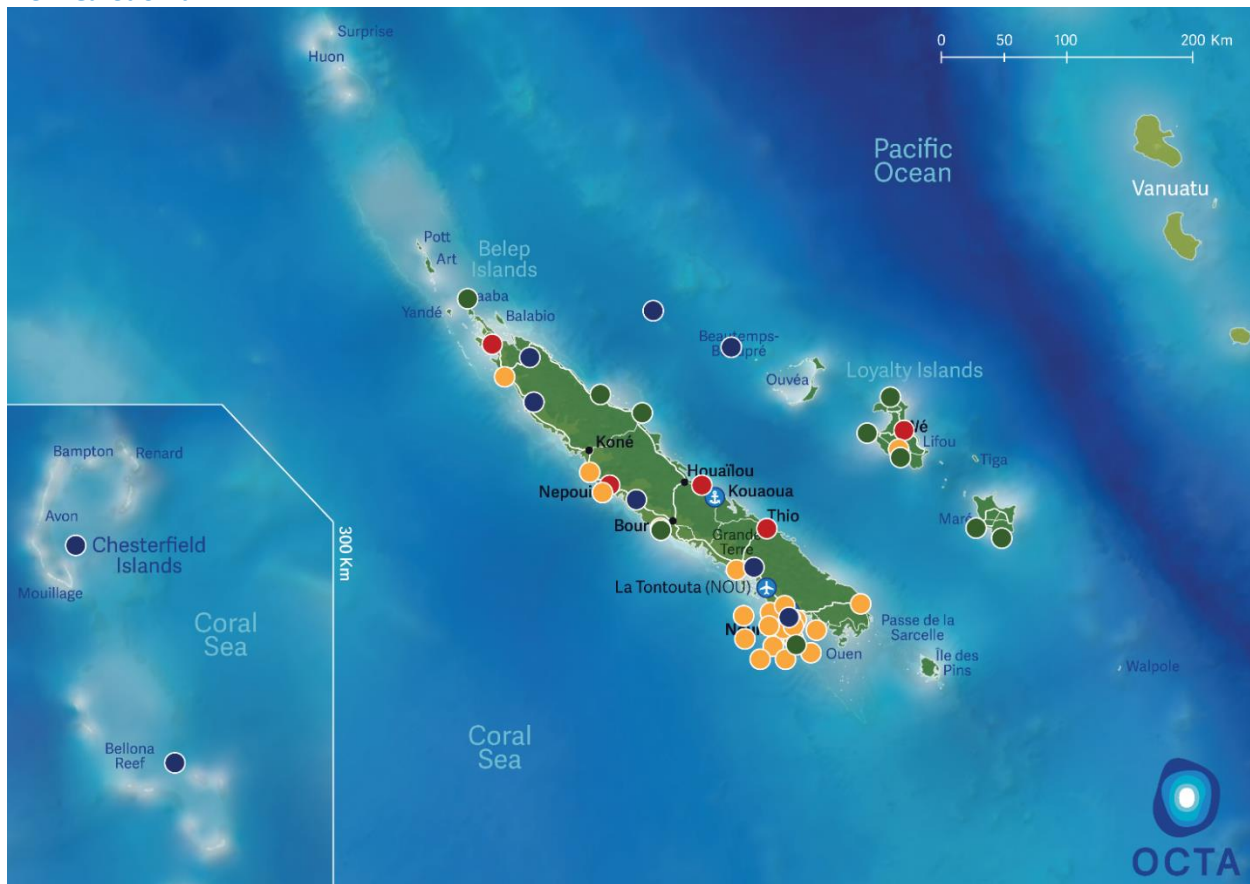 Surprise
Huon
0 50 100 200 Km
Pacific
Ocean
Vanuatu
Pott
Art
Belep
Islands
Yandé
Balabio
Ouvéa
Loyalty Islands
Lifou
Tiga
Koné
Houaïlou
Nepoui
Kouaoua
Maré
Thio
Grande
Terre
La Tontouta (NOU)
Passe de la
Sarcelle
Ouen
Île des
Pins
Walpole
Bampton
Renard
Avon
Chesterfield
Islands
Mouillage
300 Km
Coral
Sea
Bellona
Reef
Coral
Sea
OCTA